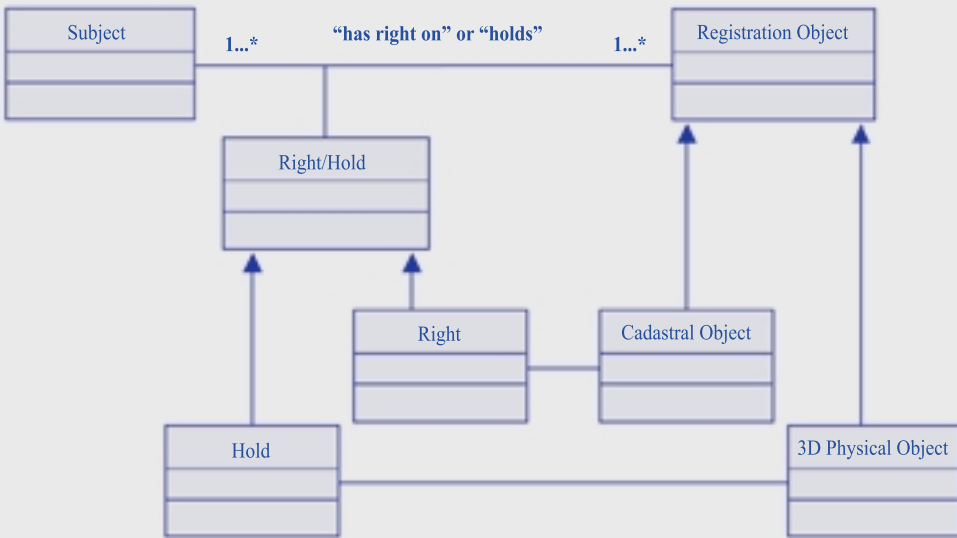 Subject
1...*
“has right on” or “holds”
1...*
Registration Object
Right/Hold
Right
Cadastral Object
Hold
3D Physical Object